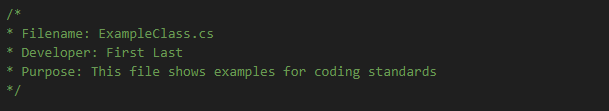 /*
* Filename: ExampleClass.cs
* Developer: First Last
* Purpose: This file shows examples for coding standards
*/